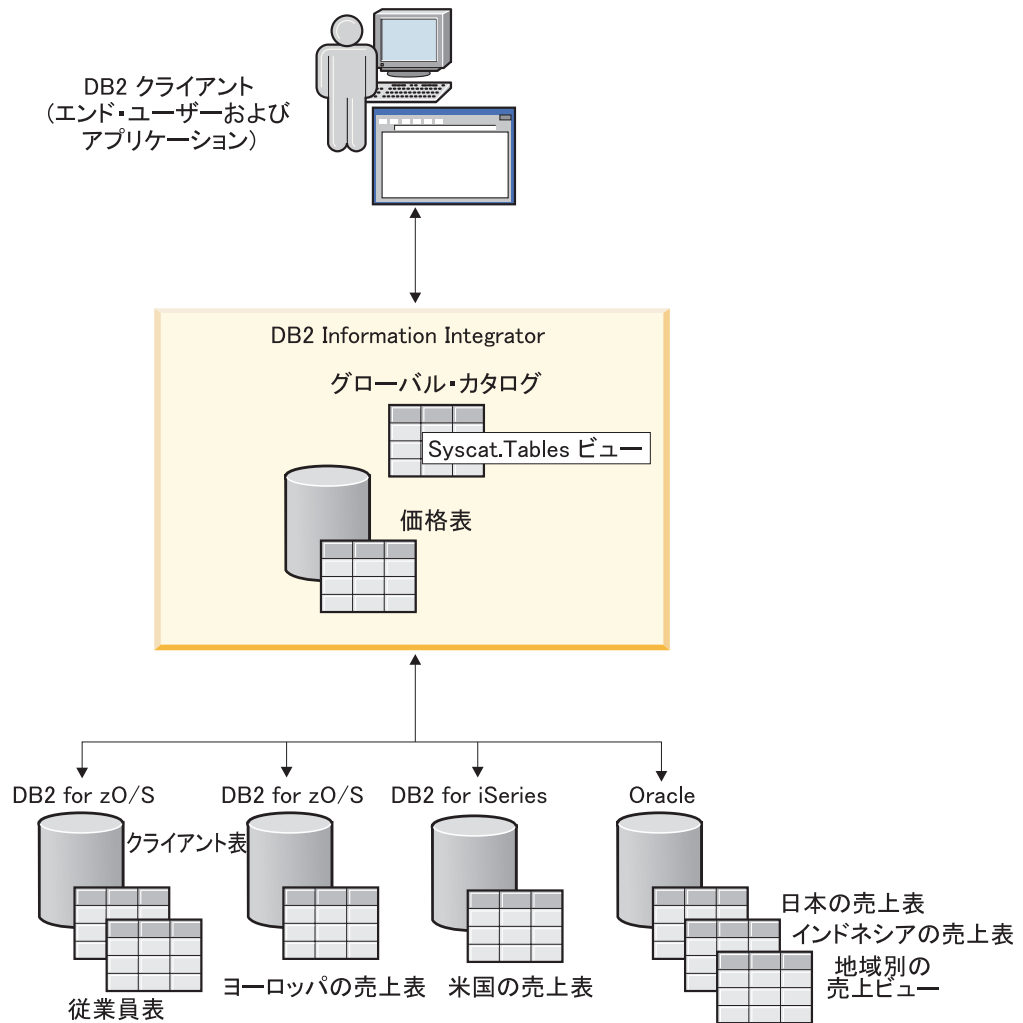 DB2 クライアント
(エンド・ユーザーおよび
アプリケーション)
DB2 Information Integrator
グローバル・カタログ
Syscat.Tables ビュー
価格表
DB2 for zO/S
DB2 for zO/S
DB2 for iSeries
Oracle
クライアント表
日本の売上表
インドネシアの売上表
地域別の
売上ビュー
ヨーロッパの売上表
米国の売上表
従業員表